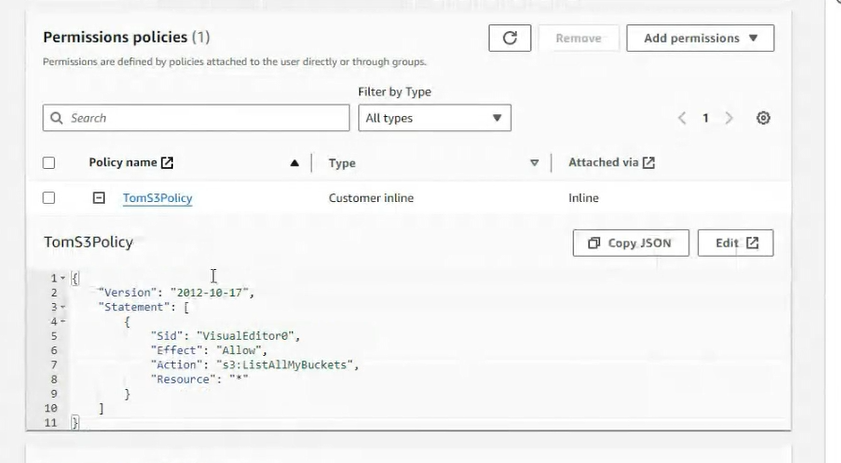 Permissions policies (1)
Remove
Add permissions
Permissions are defined by policies attached to the user directly or through groups.
Filter by Type
Search
All types
1
Policy name
Type
Attached via
TomS3Policy
Customer inline
Inline
TomS3Policy
Copy JSON
Edit
1 {
2 "Version": "2012-10-17",
3 "Statement": [
4 {
5 "Sid": "VisualEditor0",
6 "Effect": "Allow",
7 "Action": "s3:ListAllMyBuckets",
8 "Resource": "*"
9 }
10 ]
11 }